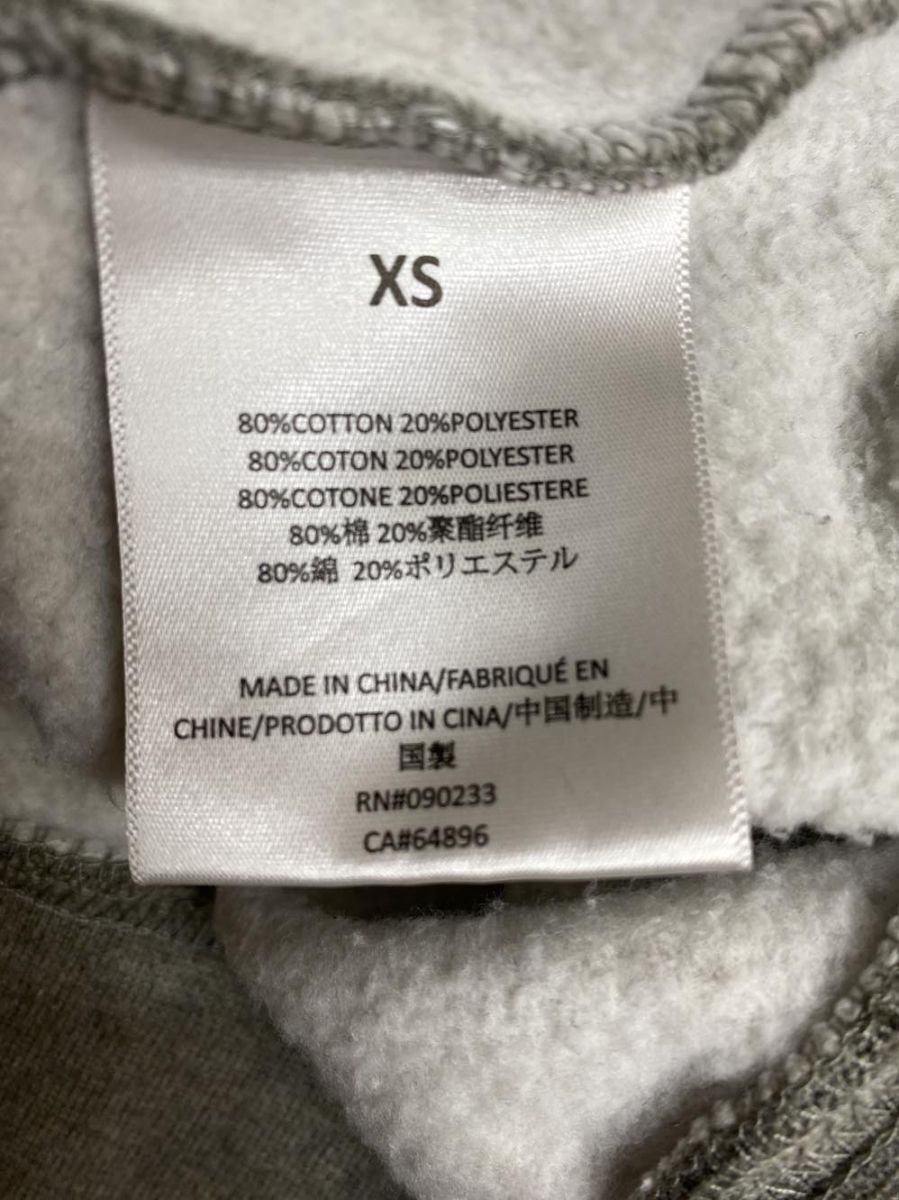 XS
80%COTTON 20%POLYESTER
80%COTON 20%POLYESTER
80%COTONE 20%POLIESTERE
80%棉 20%聚酯纤维
80%綿 20%ポリエステル
MADE IN CHINA/FABRIQUÉ EN
CHINE/PRODOTTO IN CINA/中国制造/中
国製
RN#090233
CA#64896